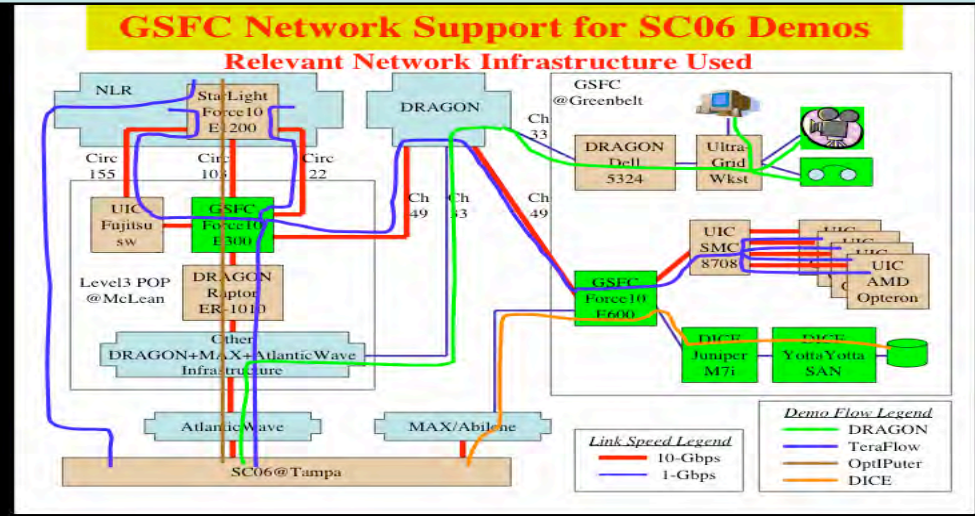 GSFC Network Support for SC06 Demos
Relevant Network Infrastructure Used
NLR
StarLight
Force10
E1200
DRAGON
GSFC
@Greenbelt
Ch
33
DRAGON
Dell
5324
Ultra-
Grid
Wkst
Circ
155
Circ
103
Circ
22
UIC
Fujitsu
sw
GSFC
Force10
E300
Ch
49
Ch
33
Ch
49
Level3 POP
@McLean
DRAGON
Raptor
ER-1010
UIC
SMC
8708
UIC
UIC
UIC
AMD
Opteron
GSFC
Force10
E600
Other
DRAGON+MAX+AtlanticWave
Infrastructure
DICE
Juniper
M7i
DICE
YottaYotta
SAN
AtlanticWave
MAX/Abilene
SC06@Tampa
Link Speed Legend
10-Gbps
1-Gbps
Demo Flow Legend
DRAGON
TeraFlow
OptIPuter
DICE